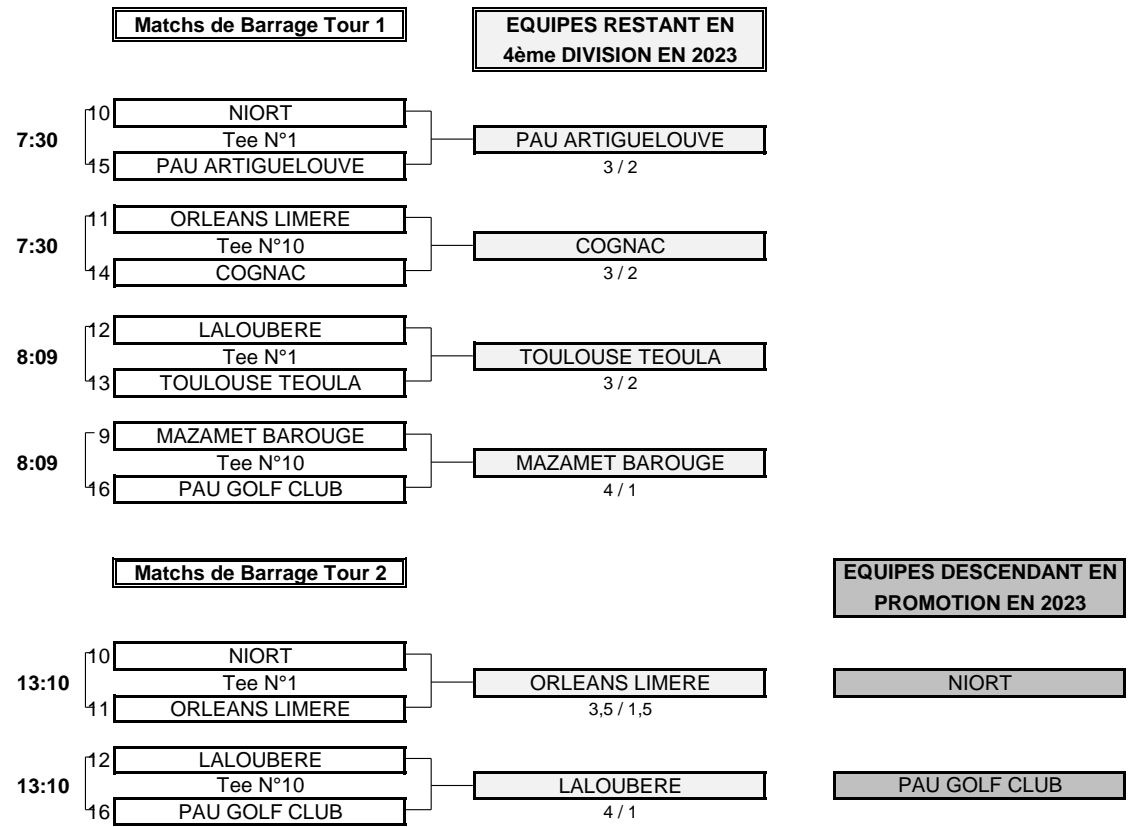 Matchs de Barrage Tour 1
EQUIPES RESTANT EN
4ème DIVISION EN 2023
10 NIORT
7:30 Tee N°1 PAU ARTIGUELOUVE
15 PAU ARTIGUELOUVE 3 / 2
11 ORLEANS LIMERE
7:30 Tee N°10 COGNAC
14 COGNAC 3 / 2
12 LALOUBERE
8:09 Tee N°1 TOULOUSE TEOULA
13 TOULOUSE TEOULA 3 / 2
9 MAZAMET BAROUGE
8:09 Tee N°10 MAZAMET BAROUGE
16 PAU GOLF CLUB 4 / 1
Matchs de Barrage Tour 2
EQUIPES DESCENDANT EN
PROMOTION EN 2023
10 NIORT
13:10 Tee N°1 ORLEANS LIMERE NIORT
11 ORLEANS LIMERE 3,5 / 1,5
12 LALOUBERE
13:10 Tee N°10 LALOUBERE PAU GOLF CLUB
16 PAU GOLF CLUB 4 / 1